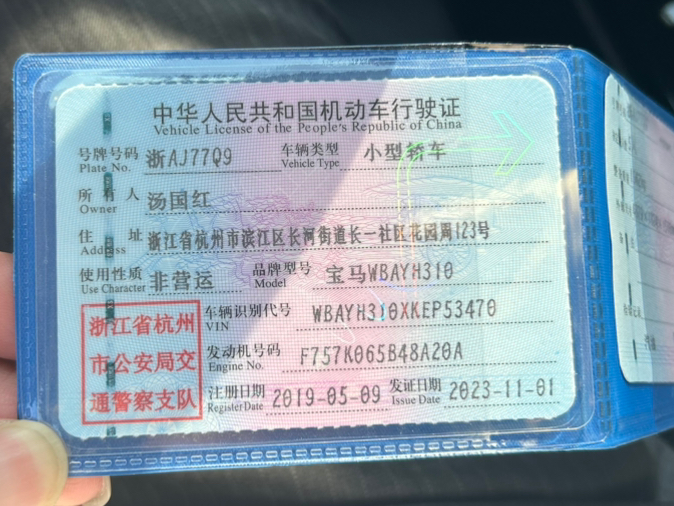 中华人民共和国机动车行驶证
Vehicle License of the People's Republic of China
号牌号码 浙AJ77Q9 车辆类型 小型轿车
Plate No. Vehicle Type
所有人 汤国红
Owner
住址 浙江省杭州市滨江区长河街道长一社区花园周123号
Address
使用性质 非营运 品牌型号 宝马WBAYH310
Use Character Model
浙江省杭州
市公安局交
通警察支队
车辆识别代号 WBAYH310XKEP53470
VIN
发动机号码 F757K065B48A20A
Engine No.
注册日期 2019-05-09 发证日期 2023-11-01
Register Date Issue Date